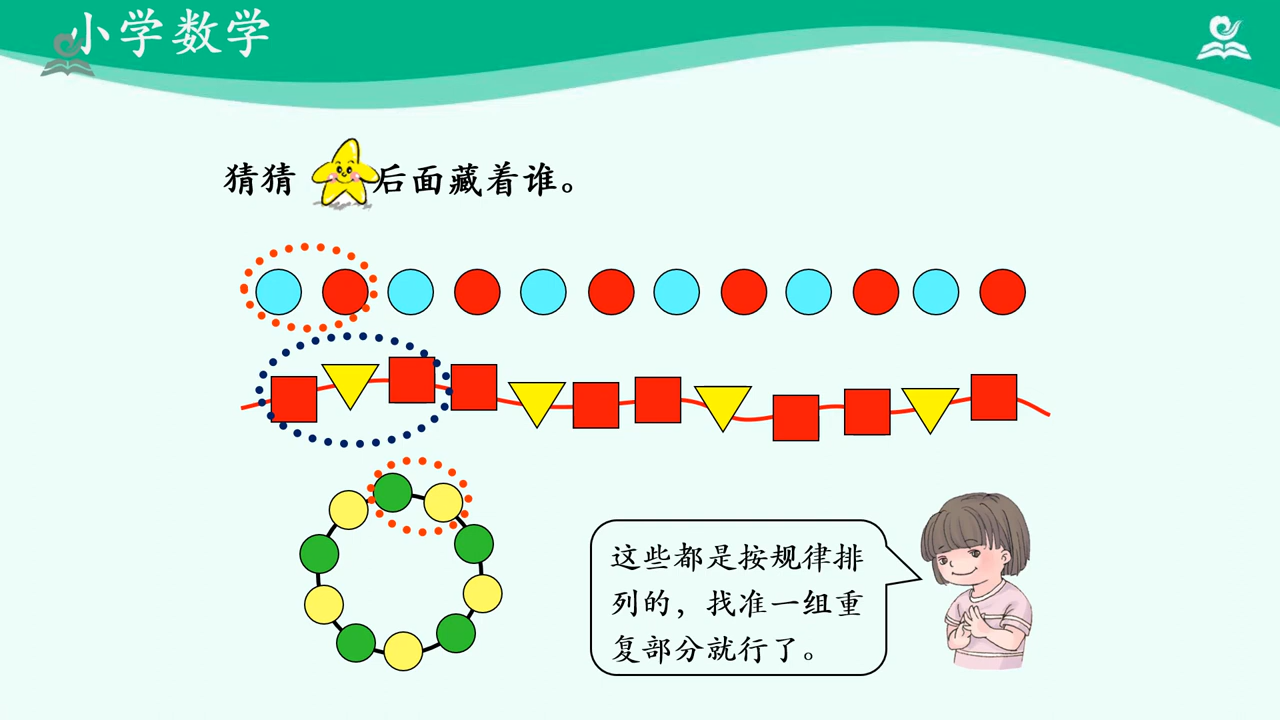 小学数学
猜猜 后面藏着谁。
这些都是按规律排
列的，找准一组重
复部分就行了。